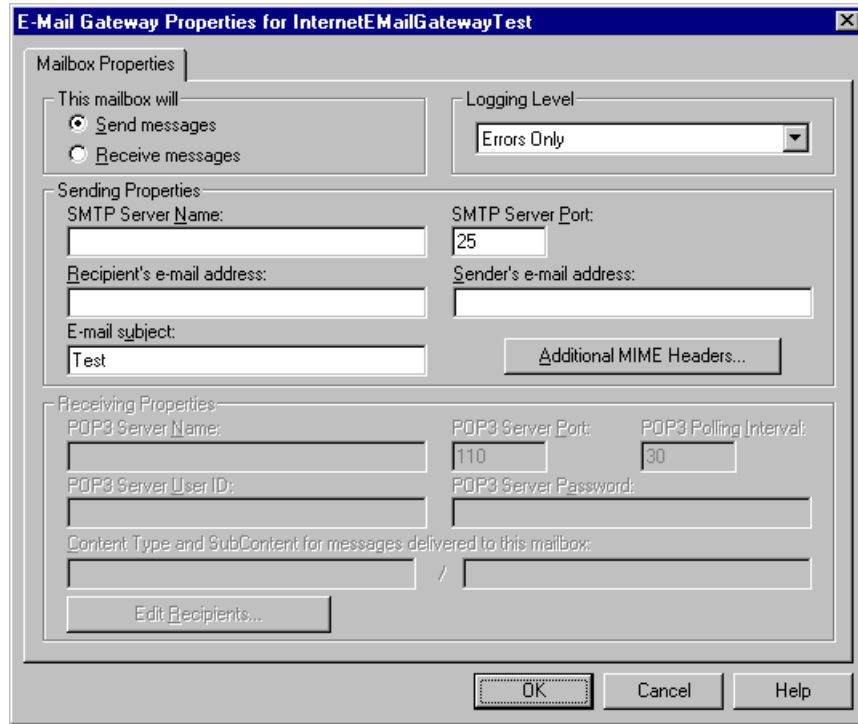 E-Mail Gateway Properties for InternetEMailGatewayTest
Mailbox Properties
This mailbox will
Send messages
Receive messages
Logging Level
Errors Only
Sending Properties
SMTP Server Name:
SMTP Server Port:
25
Recipient's e-mail address:
Sender's e-mail address:
E-mail subject:
Test
Additional MIME Headers...
Receiving Properties
POP3 Server Name:
POP3 Server Port:
POP3 Polling Interval:
110
30
POP3 Server User ID:
POP3 Server Password:
Content Type and SubContent for messages delivered to this mailbox:
/
Edit Recipients...
OK
Cancel
Help